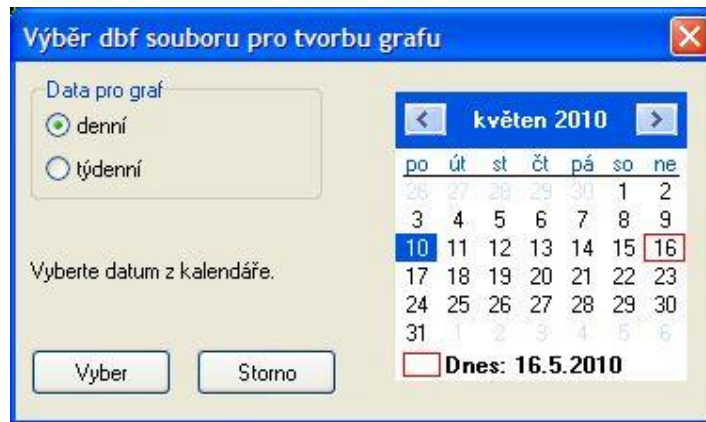 Výběr dbf souboru pro tvorbu grafu
Data pro graf
denní
týdenní
Vyberte datum z kalendáře.
Vyber
Storno
květen 2010
po út st čt pá so ne
26 27 28 29 30 1 2
3 4 5 6 7 8 9
10 11 12 13 14 15 16
17 18 19 20 21 22 23
24 25 26 27 28 29 30
31 1 2 3 4 5 6
Dnes: 16.5.2010